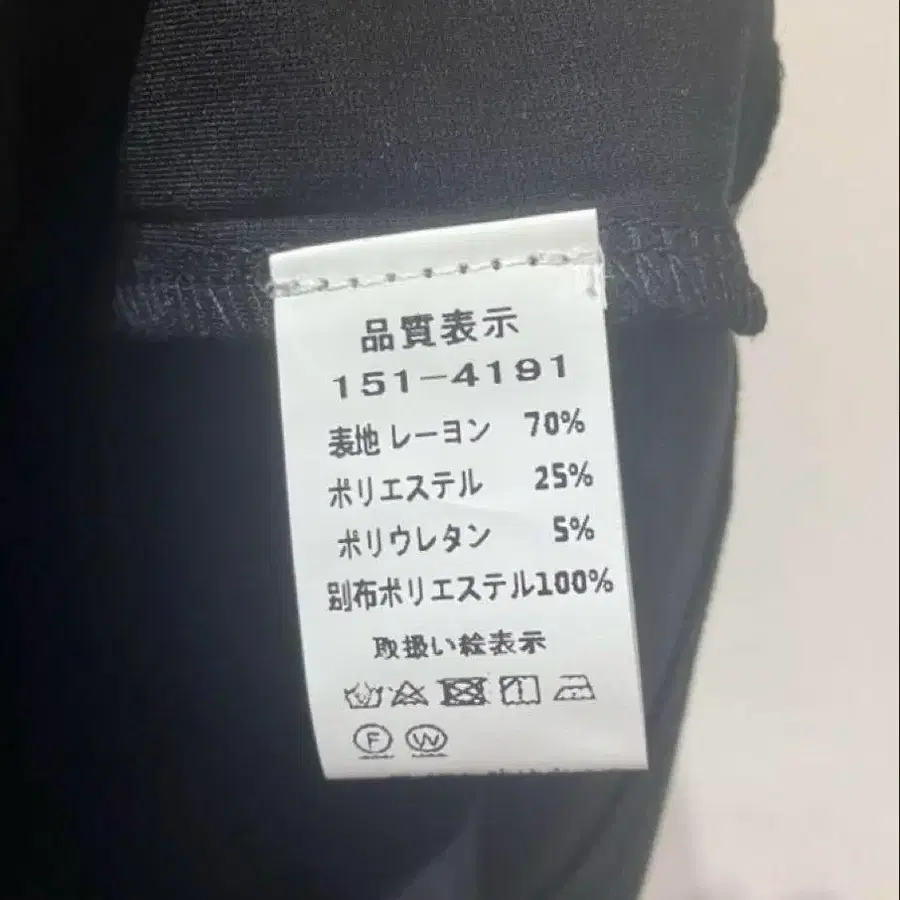 品質表示
151-4191
表地 レーヨン 70%
ポリエステル 25%
ポリウレタン 5%
別布ポリエステル100%
取扱い絵表示
F W